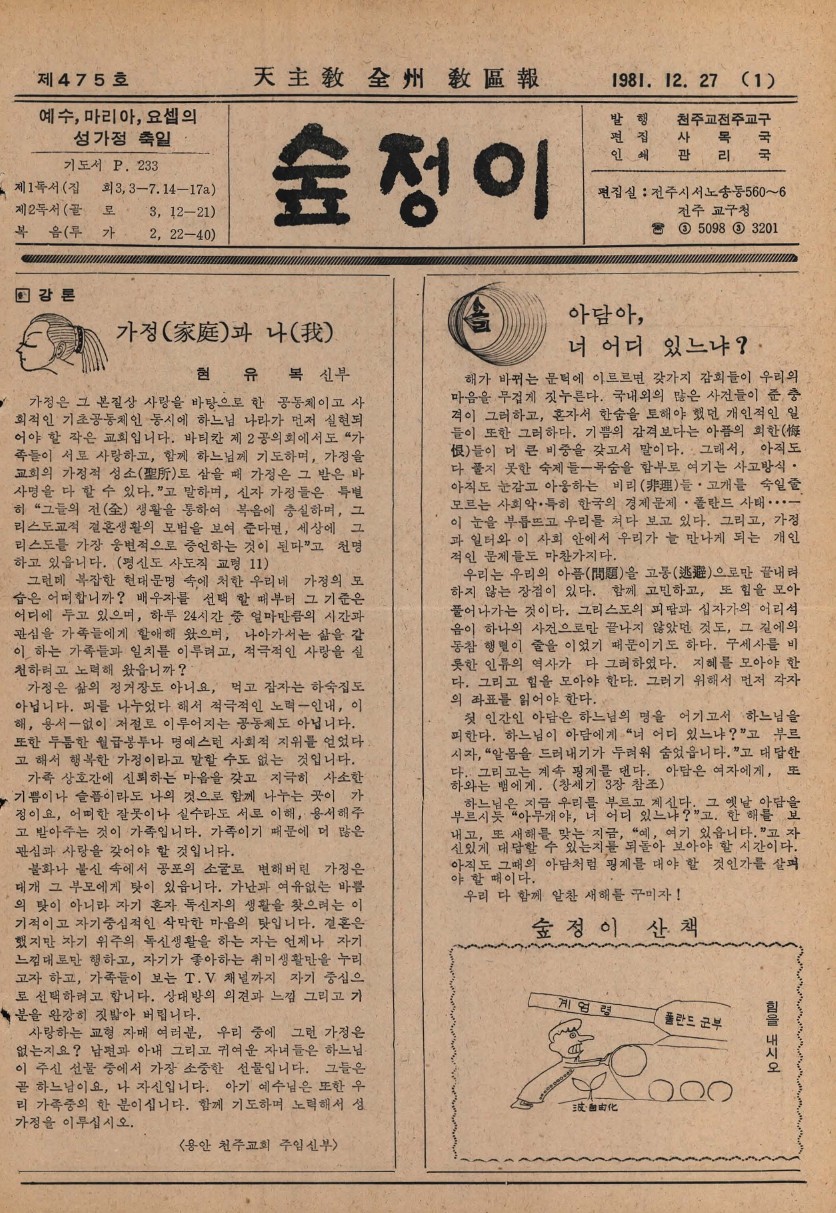 제475호
天主敎 全州 敎區報
1981. 12. 27 (1)
예수, 마리아, 요셉의
성가정 축일
기도서 P. 233
제1독서(집 회3, 3—7. 14—17a)
제2독서(골 로 3, 12—21)
복 음(루 가 2, 22—40)
숲정이
발 행 천주교전주교구
편 집 사 목 국
인 쇄 관 리 국
편집실 : 전주시서노송동560～6
전주 교구청
☎ ③ 5098 ③ 3201
강 론
가정(家庭)과 나(我)
현 유 복 신부
가정은 그 본질상 사랑을 바탕으로 한 공동체이고 사
회적인 기초공동체인 동시에 하느님 나라가 먼저 실현되
어야 할 작은 교회입니다. 바티칸 제2공의회에서도 "가
족들이 서로 사랑하고, 함께 하느님께 기도하며, 가정을
교회의 가정적 성소(聖所)로 삼을 때 가정은 그 받은 바
사명을 다 할 수 있다."고 말하며, 신자 가정들은 특별
히 "그들의 전(全) 생활을 통하여 복음에 충실하며, 그
리스도교적 결혼생활의 모범을 보여 준다면, 세상에 그
리스도를 가장 웅변적으로 증언하는 것이 된다"고 천명
하고 있읍니다. (평신도 사도직 교령 11)
그런데 복잡한 현대문명 속에 처한 우리네 가정의 모
습은 어떠합니까? 배우자를 선택 할 때부터 그 기준은
어디에 두고 있으며, 하루 24시간 중 얼마만큼의 시간과
관심을 가족들에게 할애해 왔으며, 나아가서는 삶을 같
이 하는 가족들과 일치를 이루려고, 적극적인 사랑을 실
천하려고 노력해 왔읍니까?
가정은 삶의 정거장도 아니요, 먹고 잠자는 하숙집도
아닙니다. 피를 나누었다 해서 적극적인 노력—인내, 이
해, 용서—없이 저절로 이루어지는 공동체도 아닙니다.
또한 두툼한 월급봉투나 명예스런 사회적 지위를 얻었다
고 해서 행복한 가정이라고 말할 수도 없는 것입니다.
가족 상호간에 신뢰하는 마음을 갖고 지극히 사소한
기쁨이나 슬픔이라도 나의 것으로 함께 나누는 곳이 가
정이요, 어떠한 잘못이나 실수라도 서로 이해, 용서해주
고 받아주는 것이 가족입니다. 가족이기 때문에 더 많은
관심과 사랑을 갖어야 할 것입니다.
불화나 불신 속에서 공포의 소굴로 변해버린 가정은
대개 그 부모에게 탓이 있읍니다. 가난과 여유없는 바쁨
의 탓이 아니라 자기 혼자 독신자의 생활을 찾으려는 이
기적이고 자기중심적인 삭막한 마음의 탓입니다. 결혼은
했지만 자기 위주의 독신생활을 하는 자는 언제나 자기
느낌대로만 행하고, 자기가 좋아하는 취미생활만을 누리
고자 하고, 가족들이 보는 T.V 채널까지 자기 중심으
로 선택하려고 합니다. 상대방의 의견과 느낌 그리고 기
분을 완강히 짓밟아 버립니다.
사랑하는 교형 자매 여러분, 우리 중에 그런 가정은
없는지요? 남편과 아내 그리고 귀여운 자녀들은 하느님
이 주신 선물 중에서 가장 소중한 선물입니다. 그들은
곧 하느님이요, 나 자신입니다. 아기 예수님은 또한 우
리 가족중의 한 분이십니다. 함께 기도하며 노력해서 성
가정을 이루십시오.
〈용안 천주교회 주임신부〉
소리
아담아,
너 어디 있느냐?
해가 바뀌는 문턱에 이르르면 갖가지 감회들이 우리의
마음을 무겁게 짓누른다. 국내외의 많은 사건들이 준 충
격이 그러하고, 혼자서 한숨을 토해야 했던 개인적인 일
들이 또한 그러하다. 기쁨의 감격보다는 아픔의 회한(悔
恨)들이 더 큰 비중을 갖고서 말이다. 그래서, 아직도
다 풀지 못한 숙제들—목숨을 함부로 여기는 사고방식·
아직도 눈감고 아웅하는 비리(非理)들·고개를 숙일줄
모르는 사회악·특히 한국의 경제문제·폴란드 사태……—
이 눈을 부릅뜨고 우리를 쳐다 보고 있다. 그리고, 가정
과 일터와 이 사회 안에서 우리가 늘 만나게 되는 개인
적인 문제들도 마찬가지다.
우리는 우리의 아픔(問題)을 고통(逃避)으로만 끝내려
하지 않는 장점이 있다. 함께 고민하고, 또 힘을 모아
풀어나가는 것이다. 그리스도의 피땀과 십자가의 어리석
음이 하나의 사건으로만 끝나지 않았던 것도, 그 길에의
동참 행렬이 줄을 이었기 때문이기도 하다. 구세사를 비
롯한 인류의 역사가 다 그러하였다. 지혜를 모아야 한
다. 그리고 힘을 모아야 한다. 그러기 위해서 먼저 각자
의 좌표를 읽어야 한다.
첫 인간인 아담은 하느님의 명을 어기고서 하느님을
피한다. 하느님이 아담에게 "너 어디 있느냐?"고 부르
시자, "알몸을 드러내기가 두려워 숨었읍니다."고 대답한
다. 그리고는 계속 핑계를 댄다. 아담은 여자에게, 또
하와는 뱀에게. (창세기 3장 참조)
하느님은 지금 우리를 부르고 계신다. 그 옛날 아담을
부르시듯 "아무개야, 너 어디 있느냐?"고. 한 해를 보
내고, 또 새해를 맞는 지금, "예, 여기 있읍니다."고 자
신있게 대답할 수 있는지를 되돌아 보아야 할 시간이다.
아직도 그때의 아담처럼 핑계를 대야 할 것인가를 살펴
야 할 때이다.
우리 다 함께 알찬 새해를 꾸미자!
숲정이 산책
계엄령
폴란드 군부
波·自由化
힘을 내시오